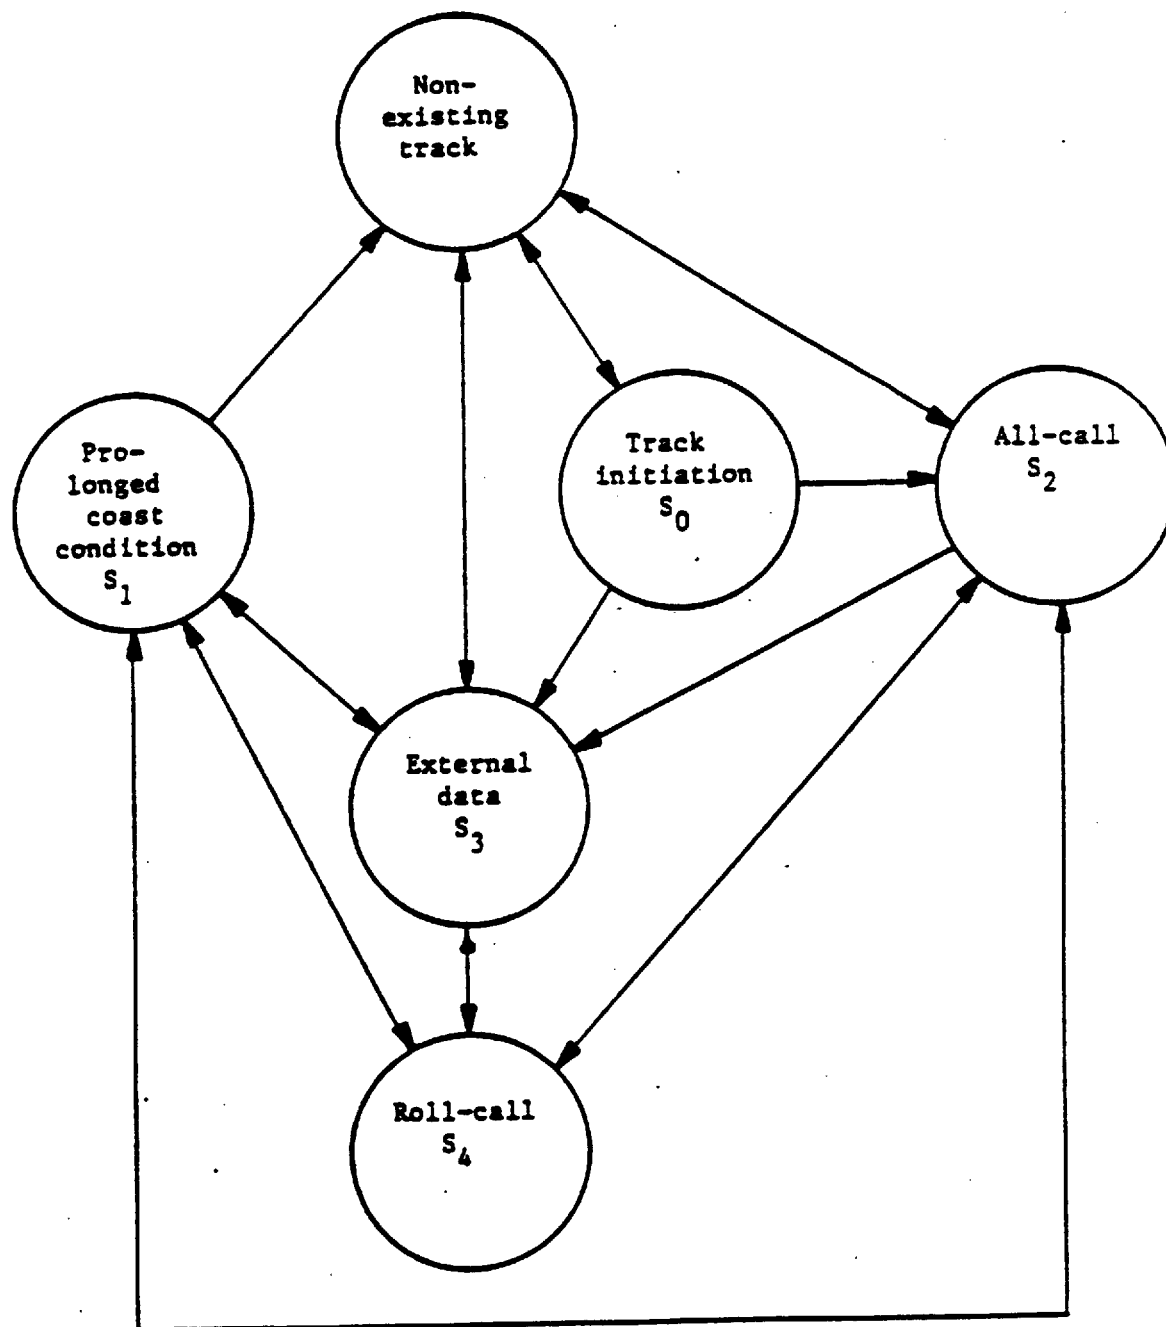 Non-
existing
track
Pro-
longed
coast
condition
S1
Track
initiation
S0
All-call
S2
External
data
S3
Roll-call
S4